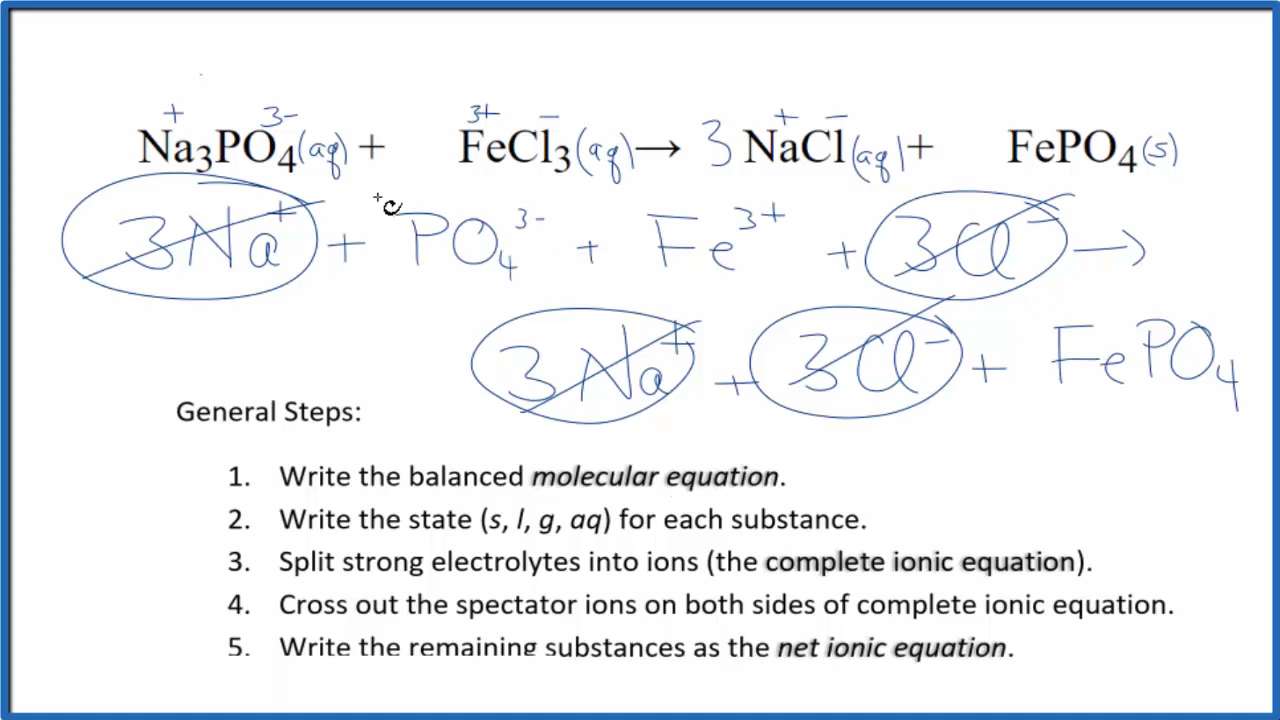 + 3- 3+ - + -
Na₃PO₄(aq) + FeCl₃(aq) → 3 NaCl(aq) + FePO₄(s)
3Na⁺ + PO₄³⁻ + Fe³⁺ + 3Cl⁻ →
3Na⁺ + 3Cl⁻ + FePO₄
General Steps:
1. Write the balanced molecular equation.
2. Write the state (s, l, g, aq) for each substance.
3. Split strong electrolytes into ions (the complete ionic equation).
4. Cross out the spectator ions on both sides of complete ionic equation.
5. Write the remaining substances as the net ionic equation.